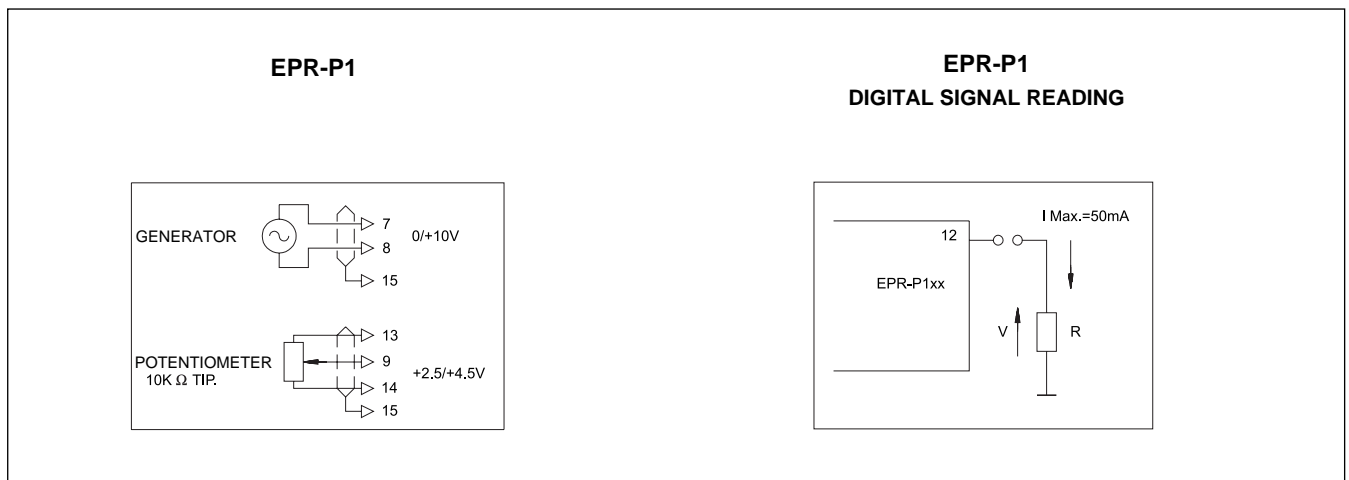 EPR-P1
GENERATOR
7
8
0/+10V
15
POTENTIOMETER
10K Ω TIP.
13
9
14
+2.5/+4.5V
15
EPR-P1
DIGITAL SIGNAL READING
12
EPR-P1xx
I Max.=50mA
V
R